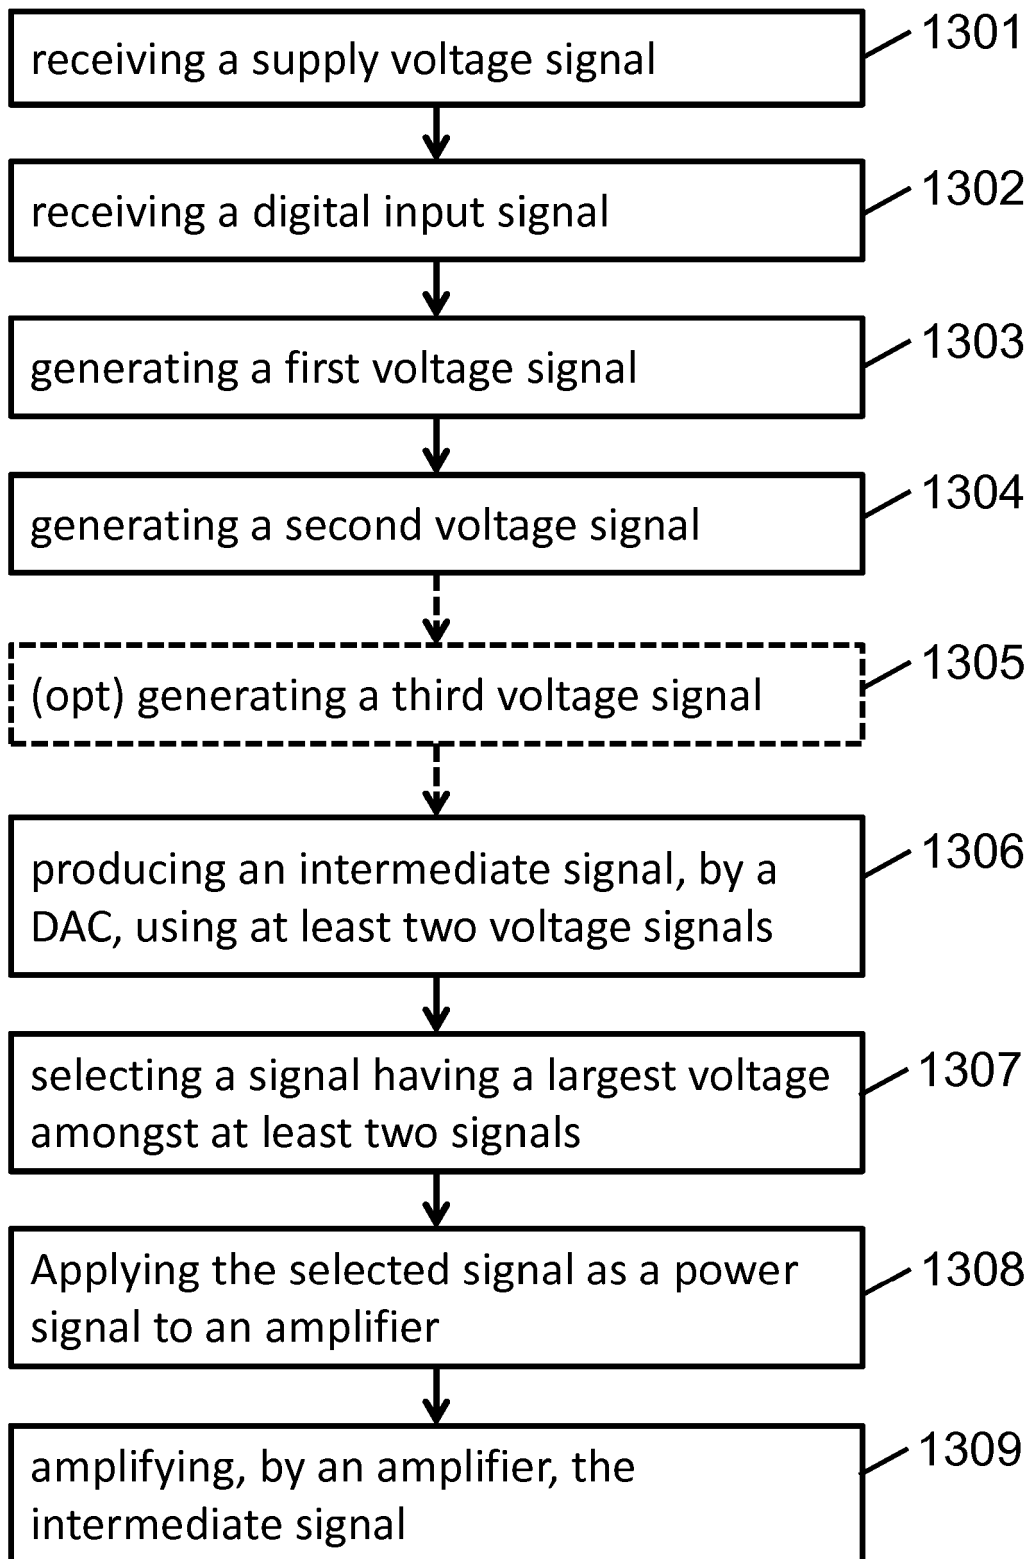 receiving a supply voltage signal
1301
receiving a digital input signal
1302
generating a first voltage signal
1303
generating a second voltage signal
1304
(opt) generating a third voltage signal
1305
producing an intermediate signal, by a
DAC, using at least two voltage signals
1306
selecting a signal having a largest voltage
amongst at least two signals
1307
Applying the selected signal as a power
signal to an amplifier
1308
amplifying, by an amplifier, the
intermediate signal
1309